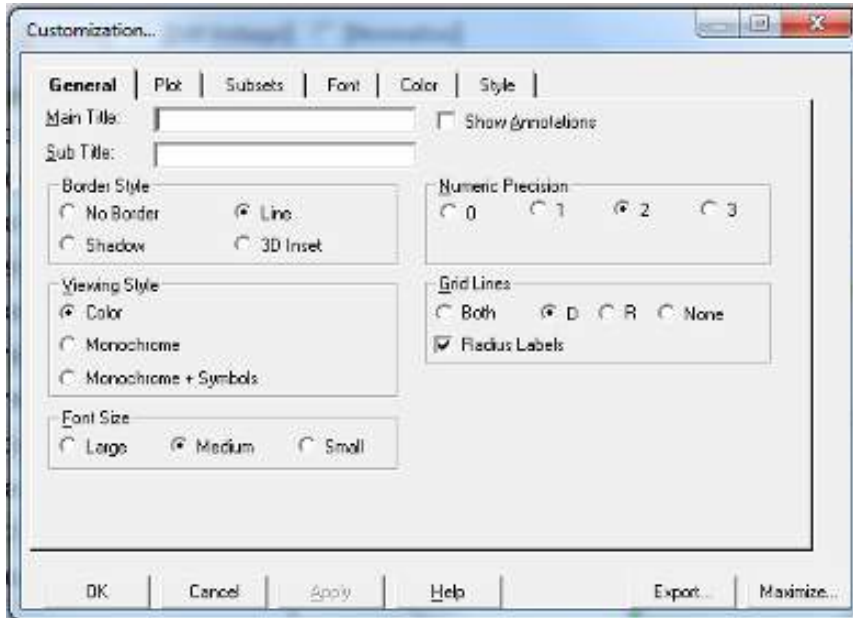 Customization...
General Plot Subsets Font Color Style
Main Title: Show Annotations
Sub Title:
Border Style
No Border Line
Shadow 3D Inset
Numeric Precision
0 1 2 3
Viewing Style
Color
Monochrome
Monochrome + Symbols
Grid Lines
Both D R None
Radius Labels
Font Size
Large Medium Small
OK Cancel Apply Help Export... Maximize...